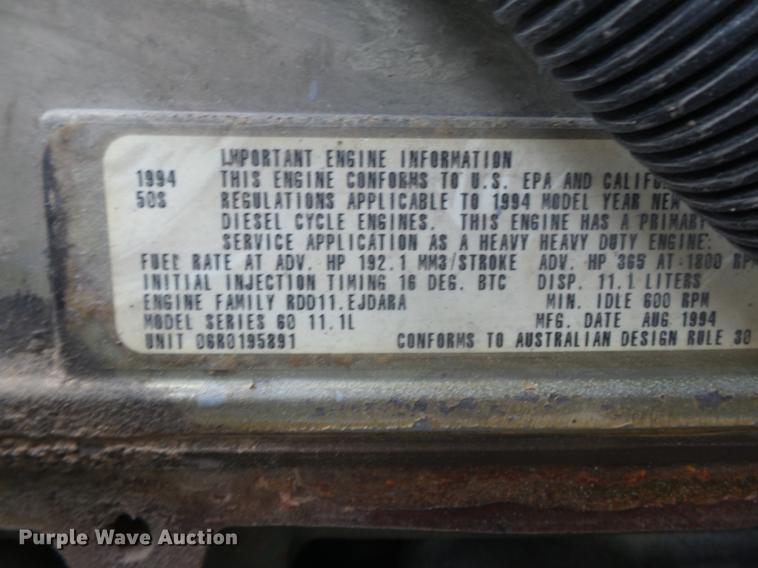 IMPORTANT ENGINE INFORMATION
1994 THIS ENGINE CONFORMS TO U.S. EPA AND
50S REGULATIONS APPLICABLE TO 1994 MODEL YEAR NEW
DIESEL CYCLE ENGINES. THIS ENGINE HAS A PRIMARY
SERVICE APPLICATION AS A HEAVY HEAVY DUTY ENGINE.
FUEL RATE AT ADV. HP 192.1 MM3/STROKE ADV. HP 365 AT 1800 RPM
INITIAL INJECTION TIMING 16 DEG. BTC DISP. 11.1 LITERS
ENGINE FAMILY RDD11.EJDARA MIN. IDLE 600 RPM
MODEL SERIES 60 11.1L MFG. DATE AUG 1994
UNIT 06R0195891 CONFORMS TO AUSTRALIAN DESIGN RULE 30
Purple Wave Auction